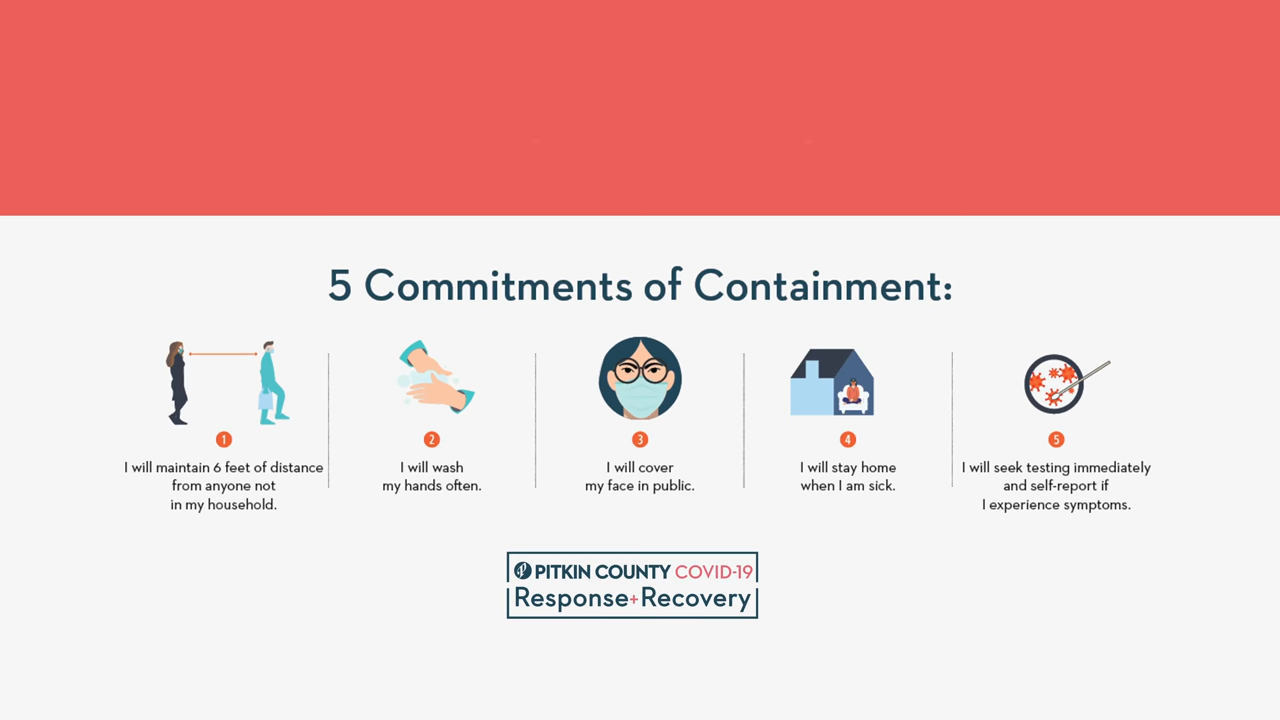 5 Commitments of Containment:
1
I will maintain 6 feet of distance
from anyone not
in my household.
2
I will wash
my hands often.
3
I will cover
my face in public.
4
I will stay home
when I am sick.
5
I will seek testing immediately
and self-report if
I experience symptoms.
PITKIN COUNTY COVID-19
Response+Recovery